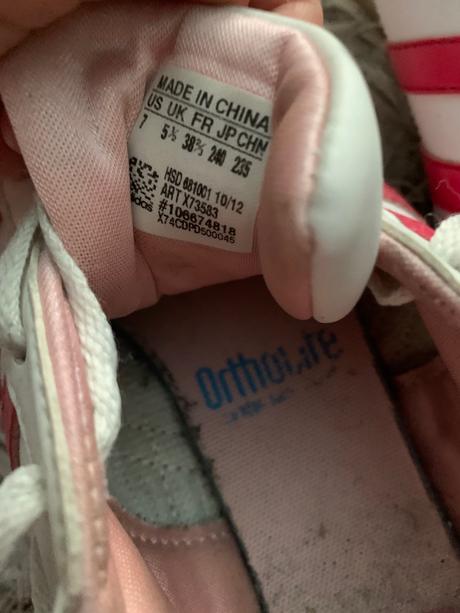 MADE IN CHINA
US UK FR JP CHN
7 5½ 38⅔ 240 235
HSD 681001 10/12
ART X73583
#106674818
X74CDPD500045
adidas
OrthoLite